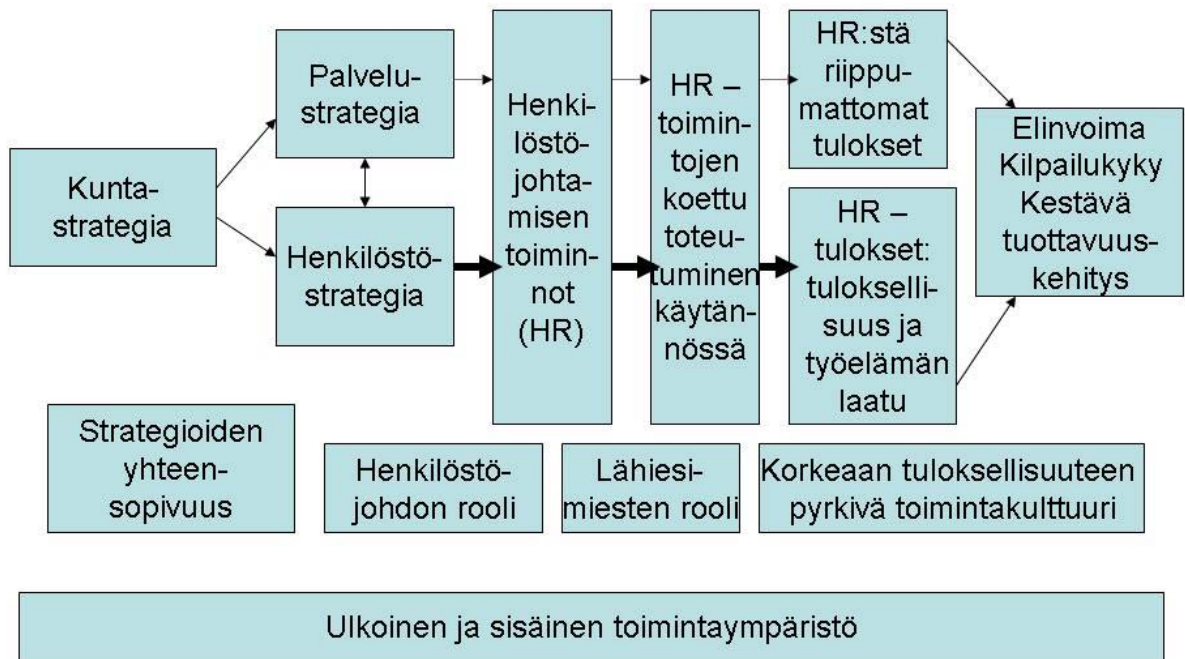 Kunta-
strategia
Palvelu-
strategia
Henkilöstö-
strategia
Henki-
löstö-
johta-
misen
toimin-
not
(HR)
HR –
toimin-
tojen
koettu
toteu-
tuminen
käytän-
nössä
HR:stä
riippu-
mattomat
tulokset
HR –
tulokset:
tuloksELLI-
suus ja
työelämän
laatu
Elinvoima
Kilpailukyky
Kestävä
tuottavuus-
kehitys
Strategioiden
yhteen-
sopivuus
Henkilöstö-
johdon rooli
Lähiesi-
miesten rooli
Korkeaan tuloksellisuuteen
pyrkivä toimintakulttuuri
Ulkoinen ja sisäinen toimintaympäristö